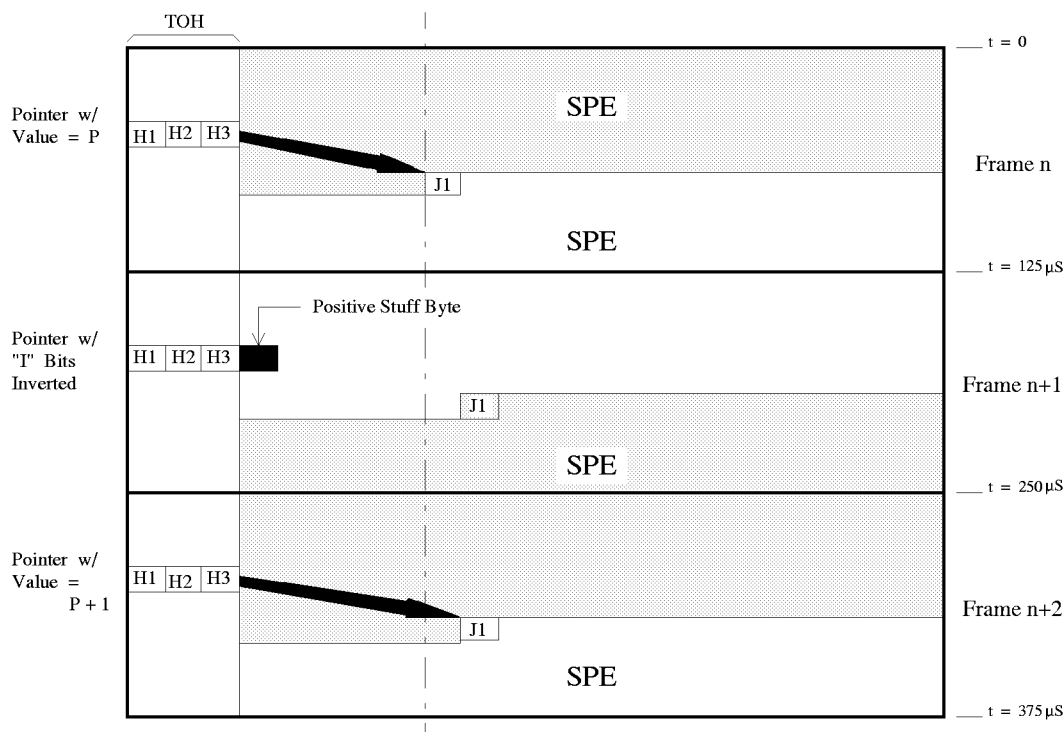 TOH
t = 0
SPE
Pointer w/
Value = P
H1 H2 H3
Frame n
J1
SPE
t = 125 µS
Positive Stuff Byte
Pointer w/
"I" Bits
Inverted
H1 H2 H3
Frame n+1
J1
SPE
t = 250 µS
Pointer w/
Value =
P + 1
H1 H2 H3
Frame n+2
J1
SPE
t = 375 µS